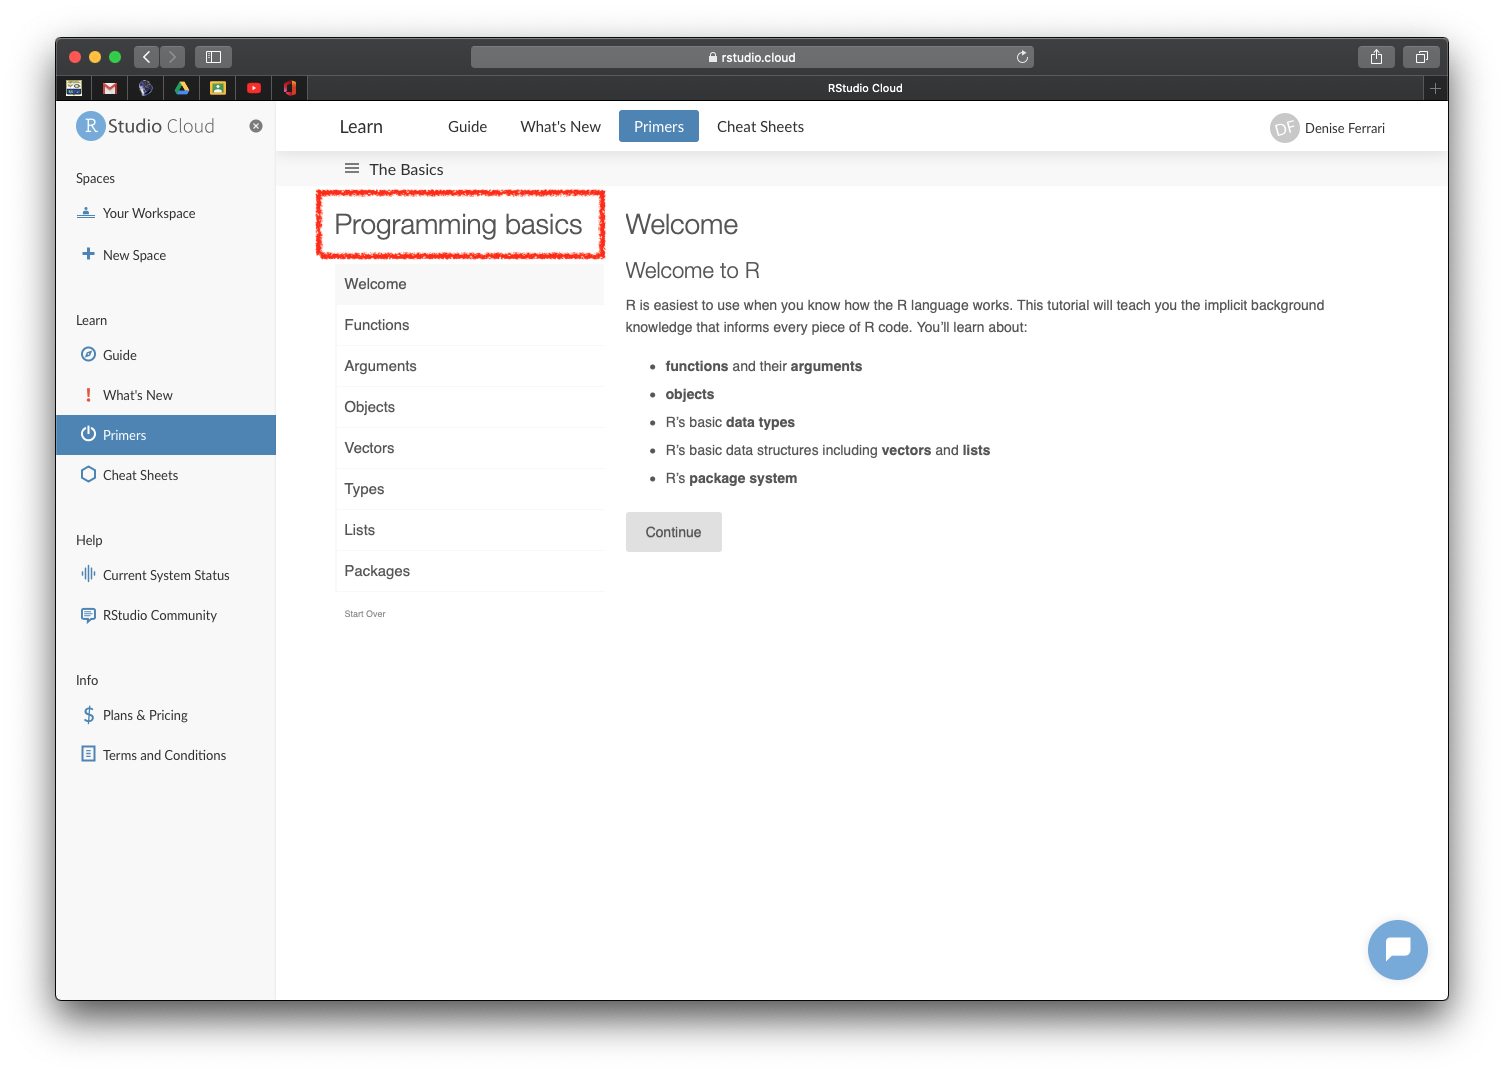 rstudio.cloud
RStudio Cloud
R Studio Cloud
Spaces
Your Workspace
New Space
Learn
Guide
What's New
Primers
Cheat Sheets
Help
Current System Status
RStudio Community
Info
Plans & Pricing
Terms and Conditions
Learn Guide What's New Primers Cheat Sheets
DF Denise Ferrari
The Basics
Programming basics
Welcome
Functions
Arguments
Objects
Vectors
Types
Lists
Packages
Start Over
Welcome
Welcome to R
R is easiest to use when you know how the R language works. This tutorial will teach you the implicit background
knowledge that informs every piece of R code. You’ll learn about:
• functions and their arguments
• objects
• R’s basic data types
• R’s basic data structures including vectors and lists
• R’s package system
Continue